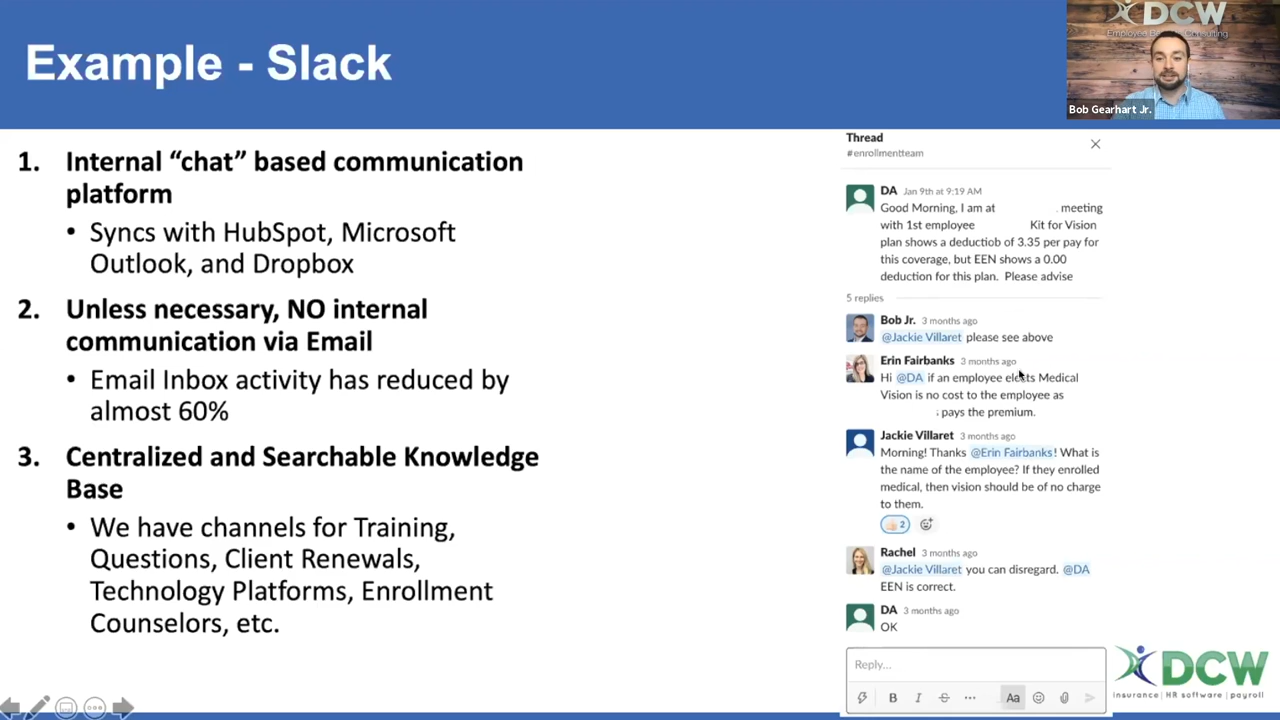 Example - Slack
DCW
Employee Be
Consulting
Bob Gearhart Jr.
1. Internal “chat” based communication
platform
• Syncs with HubSpot, Microsoft
Outlook, and Dropbox
2. Unless necessary, NO internal
communication via Email
• Email Inbox activity has reduced by
almost 60%
3. Centralized and Searchable Knowledge
Base
• We have channels for Training,
Questions, Client Renewals,
Technology Platforms, Enrollment
Counselors, etc.
Thread
#enrollmentteam
DA Jan 9th at 9:19 AM
Good Morning, I am at . meeting
with 1st employee Kit for Vision
plan shows a deductiob of 3.35 per pay for
this coverage, but EEN shows a 0.00
deduction for this plan. Please advise
5 replies
Bob Jr. 3 months ago
@Jackie Villaret please see above
Erin Fairbanks 3 months ago
Hi @DA if an employee elects Medical
Vision is no cost to the employee as
pays the premium.
Jackie Villaret 3 months ago
Morning! Thanks @Erin Fairbanks! What is
the name of the employee? If they enrolled
medical, then vision should be of no charge
to them.
2
Rachel 3 months ago
@Jackie Villaret you can disregard. @DA
EEN is correct.
DA 3 months ago
OK
Reply...
B I S ... Aa
DCW
insurance | HR software | payroll